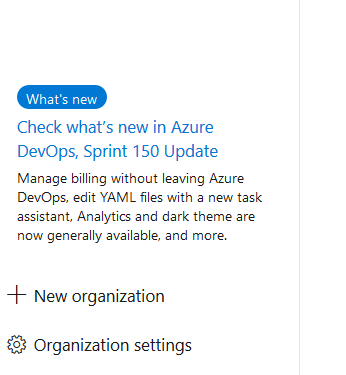 What's new
Check what's new in Azure
DevOps, Sprint 150 Update
Manage billing without leaving Azure
DevOps, edit YAML files with a new task
assistant, Analytics and dark theme are
now generally available, and more.
New organization
Organization settings